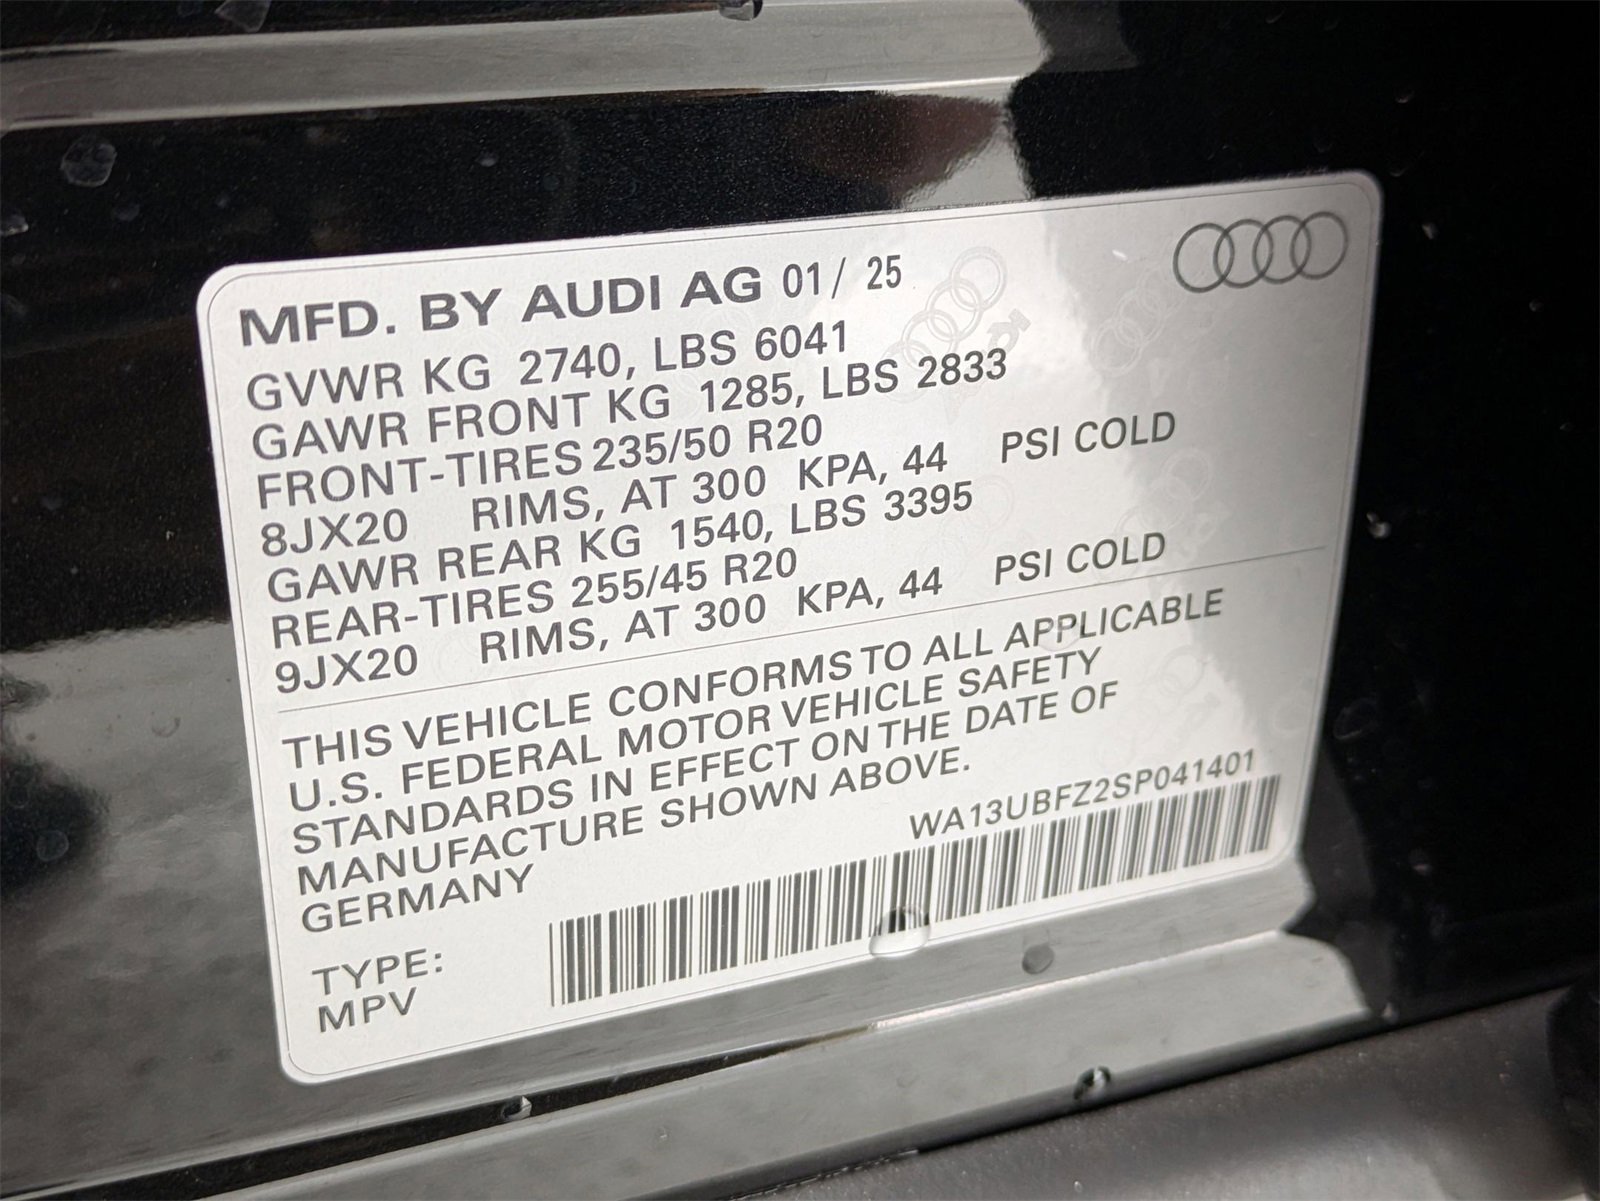 MFD. BY AUDI AG 01/ 25
GVWR KG 2740, LBS 6041
GAWR FRONT KG 1285, LBS 2833
FRONT-TIRES 235/50 R20
8JX20 RIMS, AT 300 KPA, 44 PSI COLD
GAWR REAR KG 1540, LBS 3395
REAR-TIRES 255/45 R20
9JX20 RIMS, AT 300 KPA, 44 PSI COLD
THIS VEHICLE CONFORMS TO ALL APPLICABLE
U.S. FEDERAL MOTOR VEHICLE SAFETY
STANDARDS IN EFFECT ON THE DATE OF
MANUFACTURE SHOWN ABOVE.
GERMANY
WA13UBFZ2SP041401
TYPE:
MPV